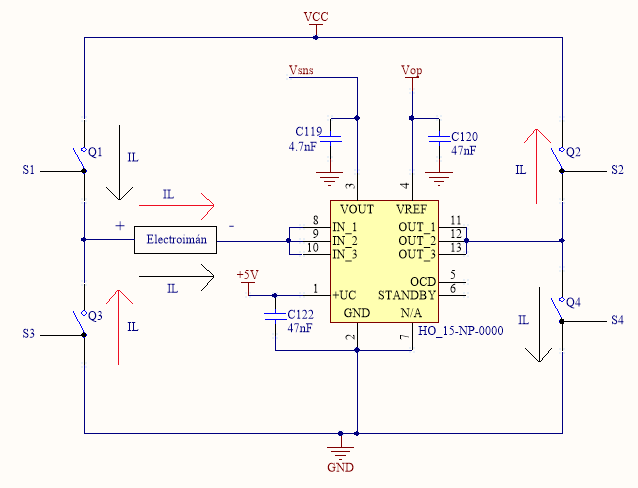 VCC
Vsns
Vop
C119
4.7nF
C120
47nF
Q1
IL
S1
IL
Q2
S2
3
4
VOUT
VREF
IL
+
Electroimán
-
8
IN_1
OUT_1
11
9
IN_2
OUT_2
12
10
IN_3
OUT_3
13
IL
+5V
OCD
5
1
+UC
STANDBY
6
C122
47nF
GND
N/A
HO_15-NP-0000
2
7
Q3
IL
S3
Q4
IL
S4
GND